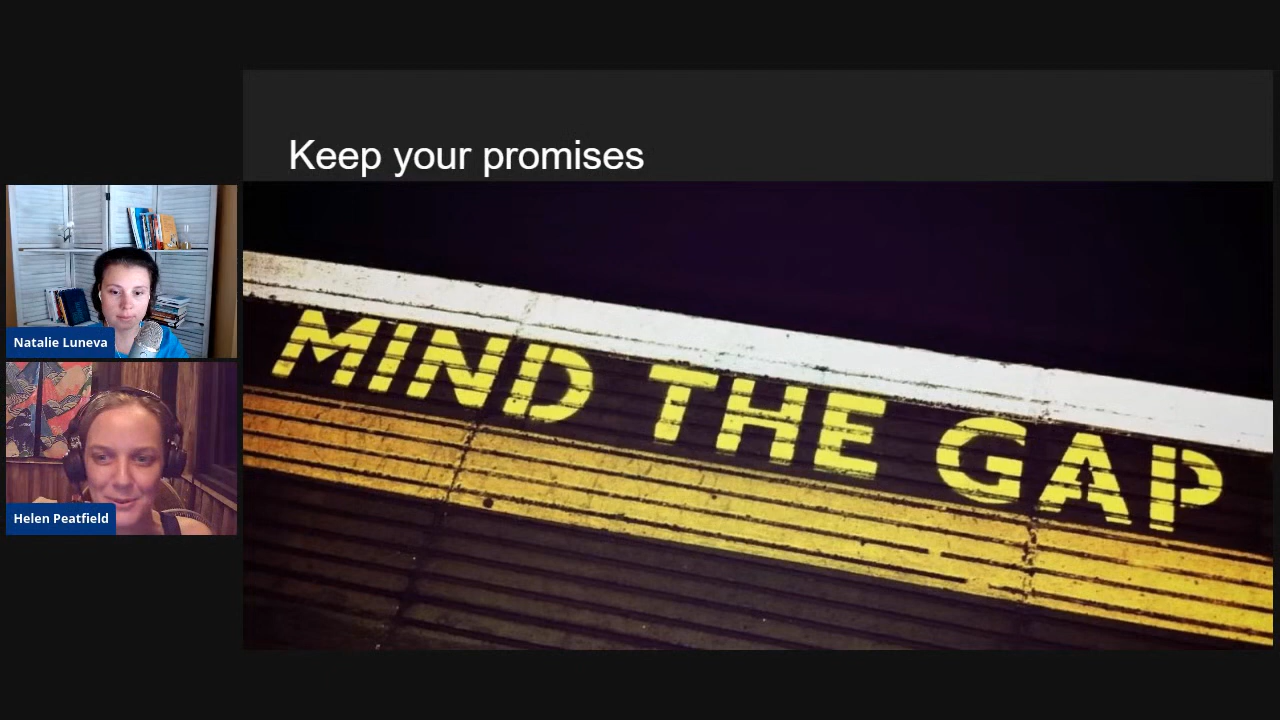 Keep your promises
MIND THE GAP
Natalie Luneva
Helen Peatfield